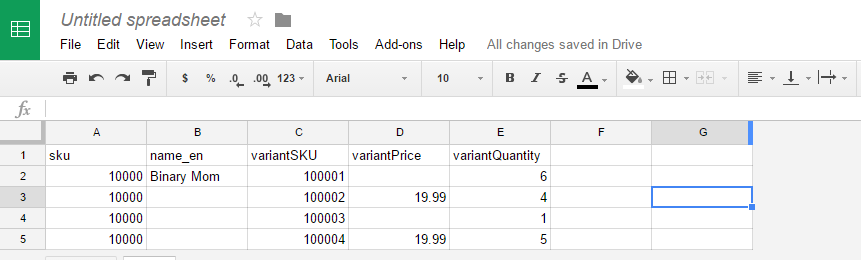 Untitled spreadsheet
File Edit View Insert Format Data Tools Add-ons Help All changes saved in Drive
$ % .0 .00 123 Arial 10 B I S A
fx
A B C D E F G
1 sku name_en variantSKU variantPrice variantQuantity
2 10000 Binary Mom 100001 6
3 10000 100002 19.99 4
4 10000 100003 1
5 10000 100004 19.99 5